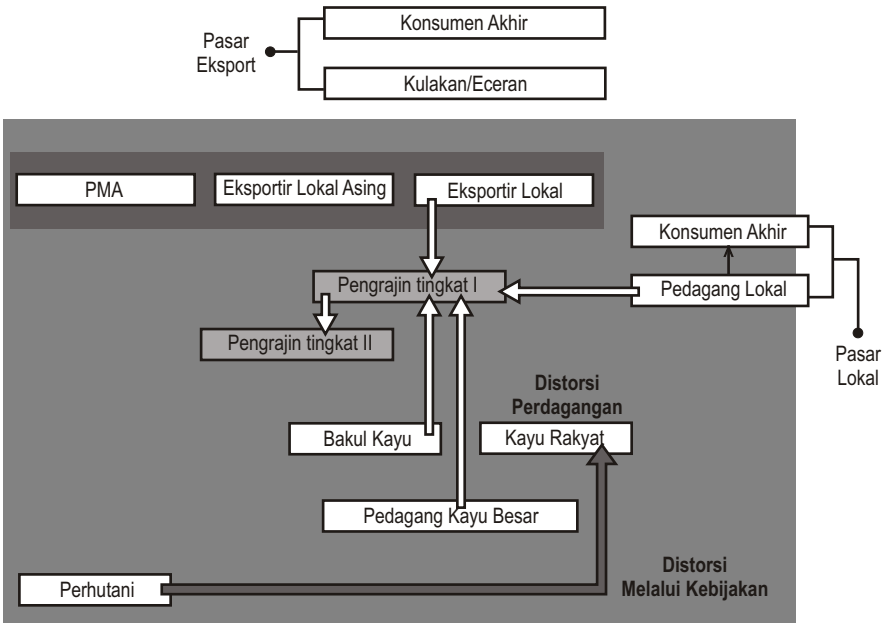 Konsumen Akhir
Pasar
Eksport
Kulakan/Eceran
PMA
Eksportir Lokal Asing
Eksportir Lokal
Konsumen Akhir
Pengrajin tingkat I
Pedagang Lokal
Pengrajin tingkat II
Pasar
Lokal
Distorsi
Perdagangan
Bakul Kayu
Kayu Rakyat
Pedagang Kayu Besar
Distorsi
Melalui Kebijakan
Perhutani